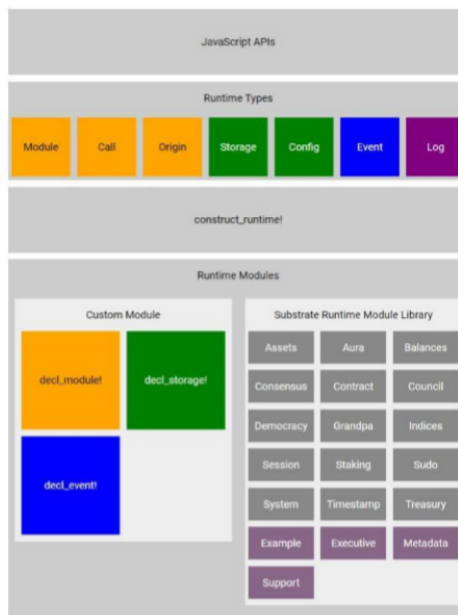 JavaScript APIs
Runtime Types
Module Call Origin Storage Config Event Log
construct_runtime!
Runtime Modules
Custom Module
decl_module! decl_storage!
decl_event!
Substrate Runtime Module Library
Assets Aura Balances
Consensus Contract Council
Democracy Grandpa Indices
Session Staking Sudo
System Timestamp Treasury
Example Executive Metadata
Support